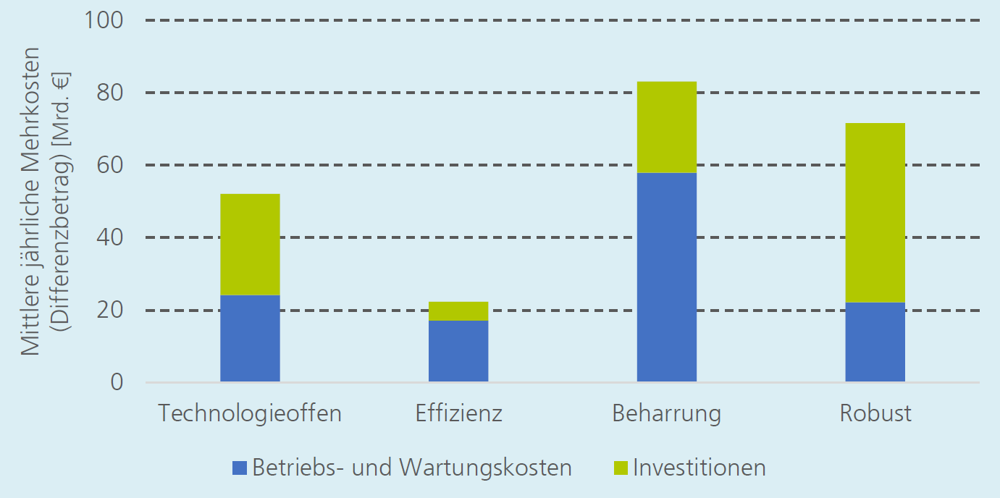 Mittlere jährliche Mehrkosten
(Differenzbetrag) [Mrd. €]
100
80
60
40
20
0
Technologieoffen
Effizienz
Beharrung
Robust
Betriebs- und Wartungskosten
Investitionen